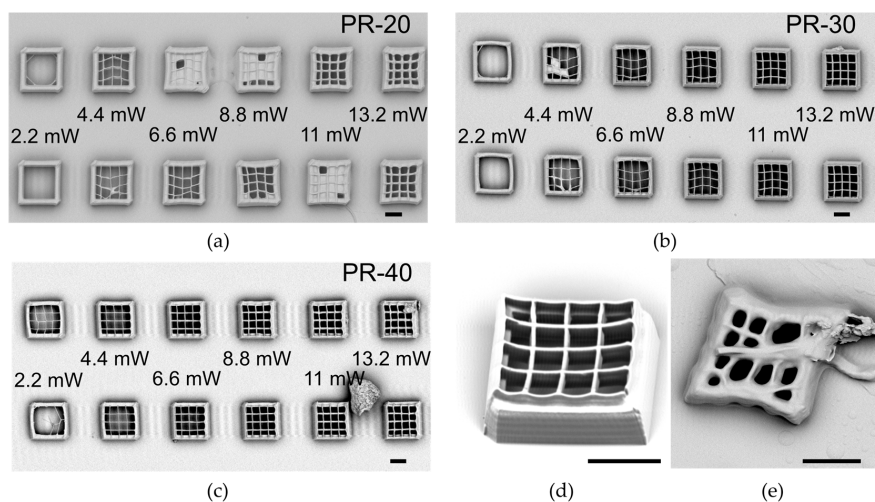 PR-20
4.4 mW 8.8 mW 13.2 mW
2.2 mW 6.6 mW 11 mW
(a)
PR-30
4.4 mW 8.8 mW 13.2 mW
2.2 mW 6.6 mW 11 mW
(b)
PR-40
4.4 mW 8.8 mW 13.2 mW
2.2 mW 6.6 mW 11 mW
(c)
(d)
(e)